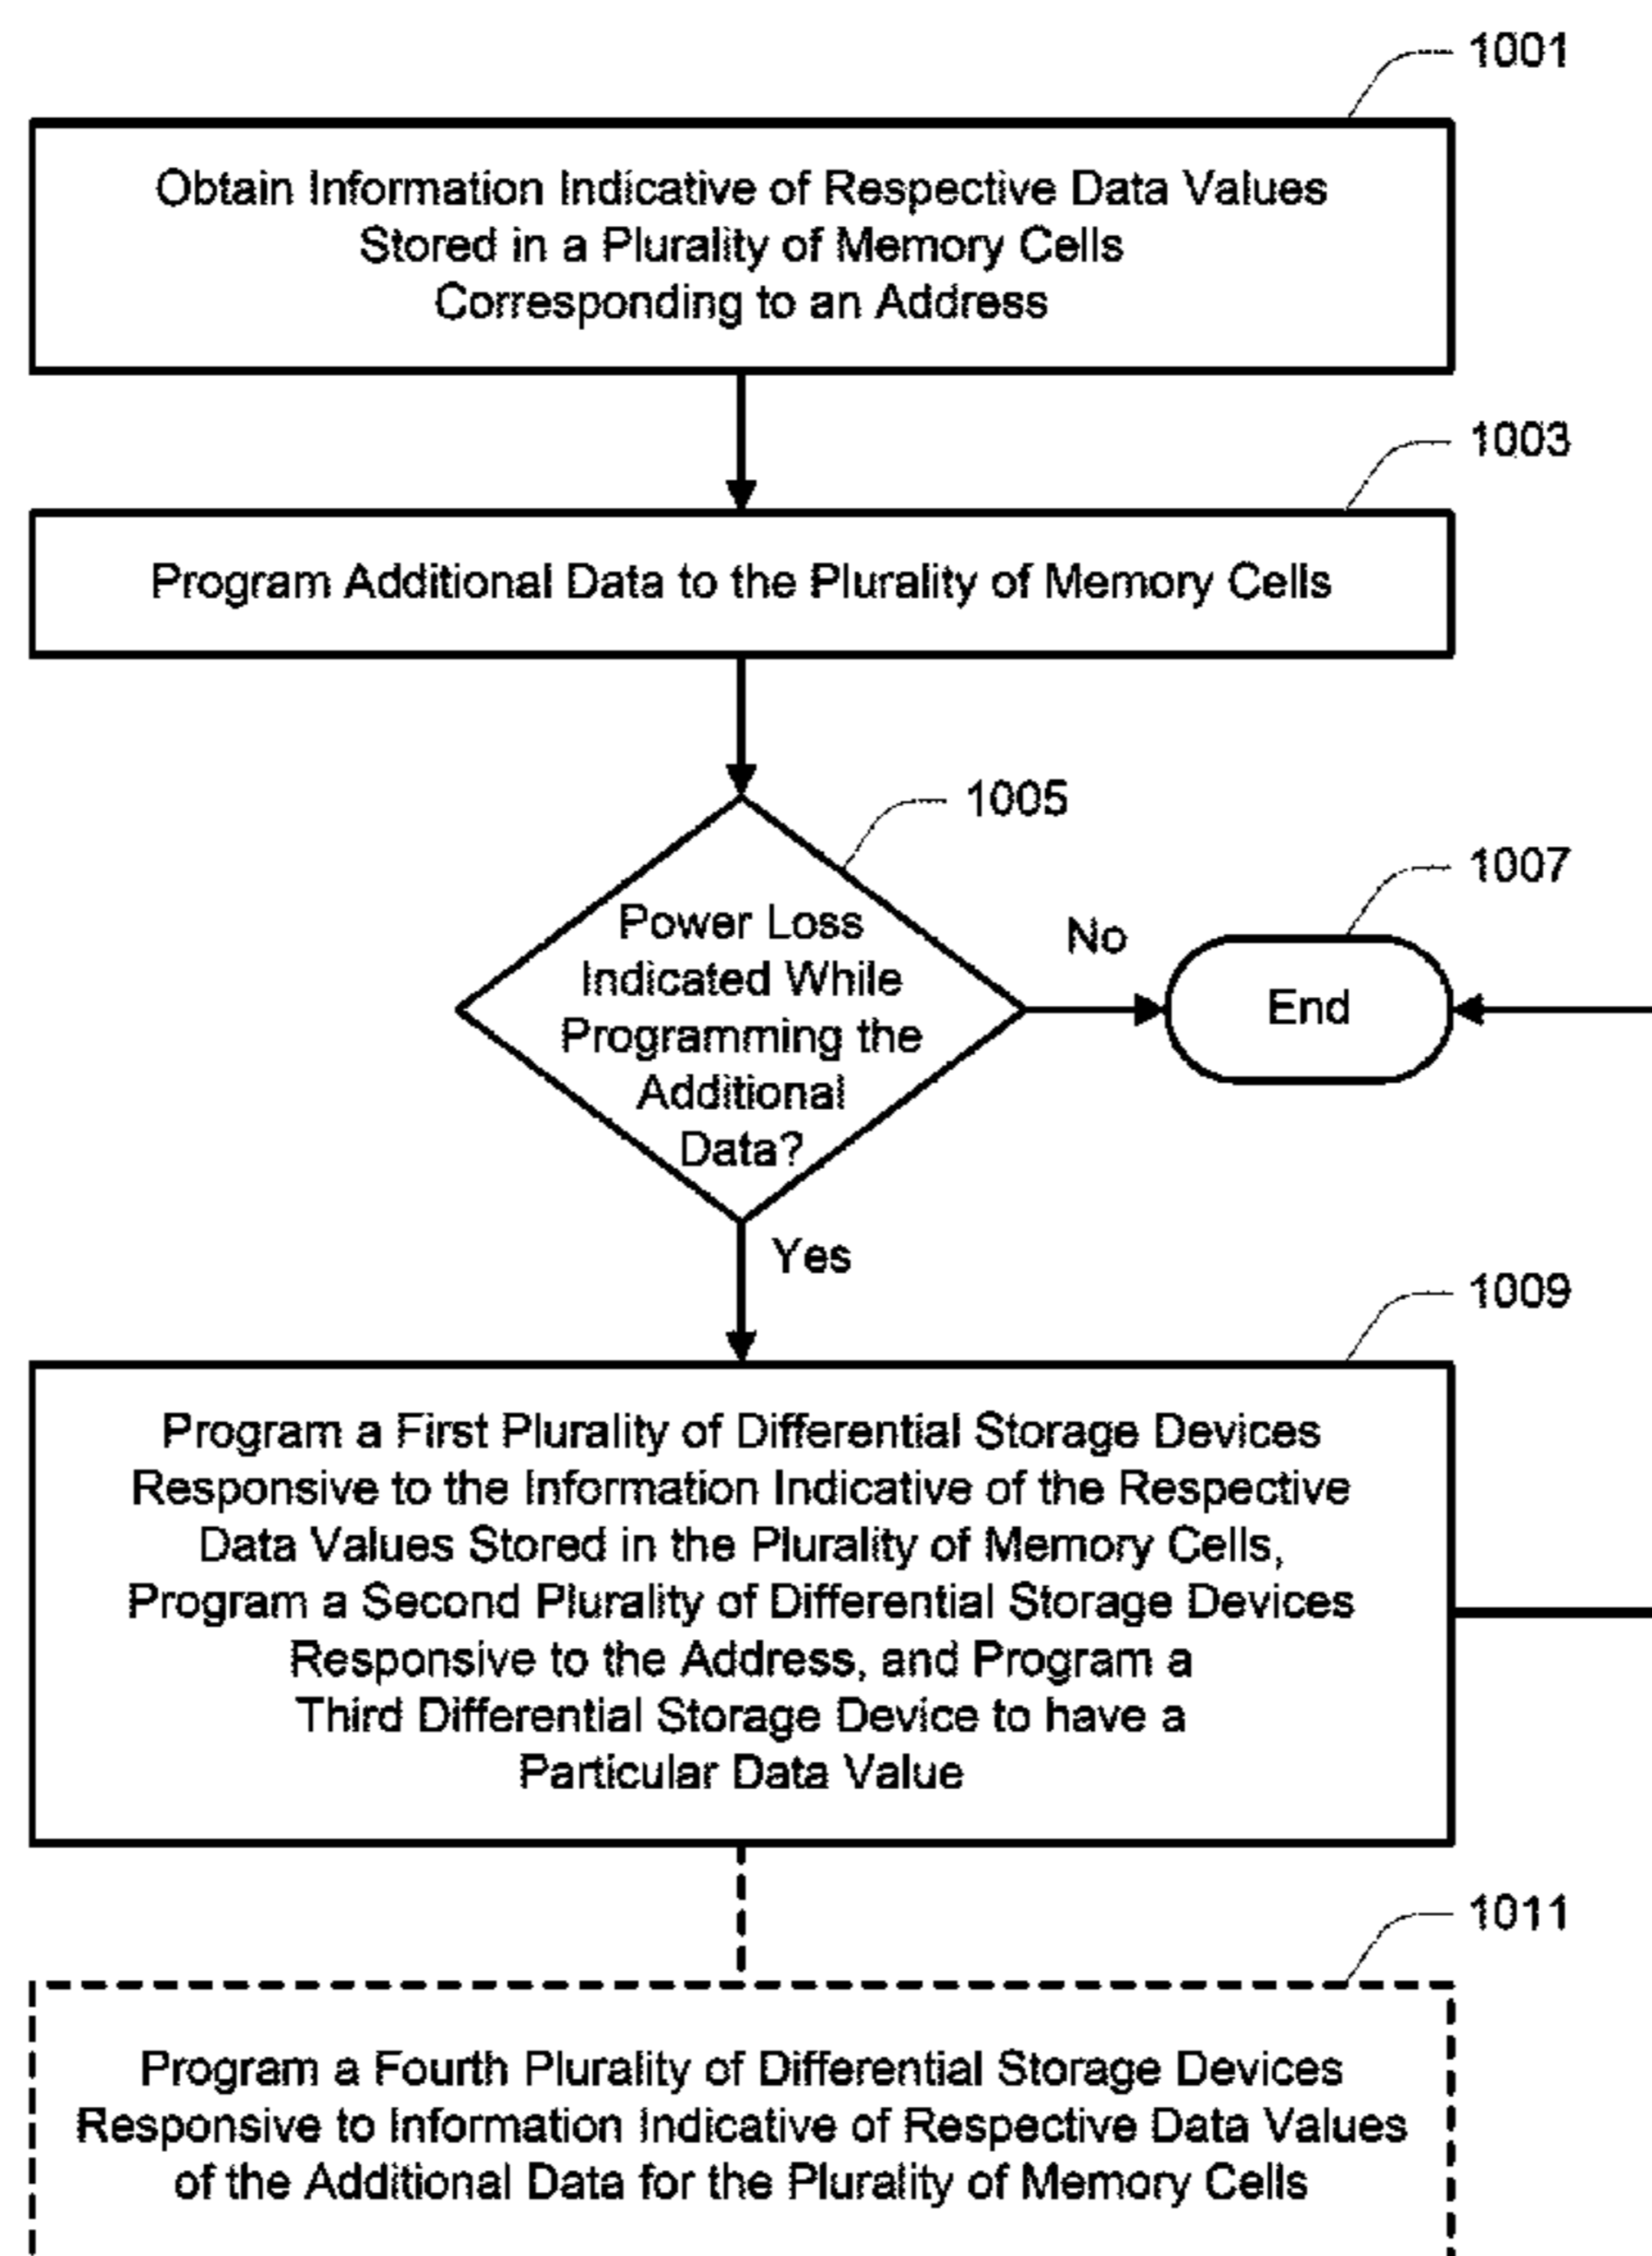 1001
Obtain Information Indicative of Respective Data Values
Stored in a Plurality of Memory Cells
Corresponding to an Address
1003
Program Additional Data to the Plurality of Memory Cells
1005
Power Loss
Indicated While
Programming the
Additional
Data?
No
1007
End
Yes
1009
Program a First Plurality of Differential Storage Devices
Responsive to the Information Indicative of the Respective
Data Values Stored in the Plurality of Memory Cells,
Program a Second Plurality of Differential Storage Devices
Responsive to the Address, and Program a
Third Differential Storage Device to have a
Particular Data Value
1011
Program a Fourth Plurality of Differential Storage Devices
Responsive to Information Indicative of Respective Data Values
of the Additional Data for the Plurality of Memory Cells